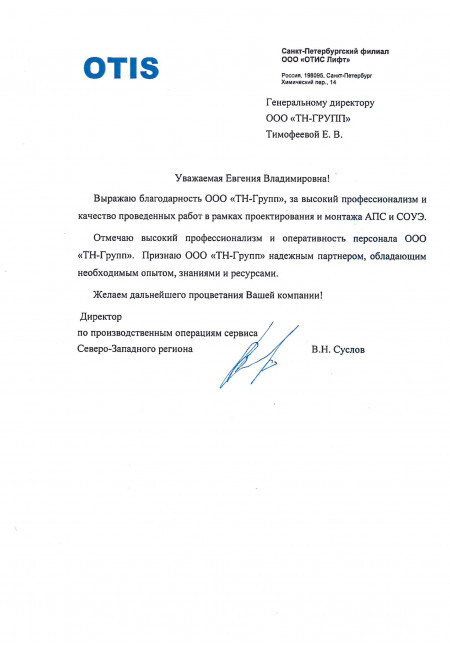 OTIS
Санкт-Петербургский филиал
ООО «ОТИС Лифт»
Россия, 198095, Санкт-Петербург
Химический пер., 14
Генеральному директору
ООО «ТН-ГРУПП»
Тимофеевой Е. В.
Уважаемая Евгения Владимировна!
Выражаю благодарность ООО «ТН-Групп», за высокий профессионализм и
качество проведенных работ в рамках проектирования и монтажа АПС и СОУЭ.
Отмечаю высокий профессионализм и оперативность персонала ООО
«ТН-Групп». Признаю ООО «ТН-Групп» надежным партнером, обладающим
необходимым опытом, знаниями и ресурсами.
Желаем дальнейшего процветания Вашей компании!
Директор
по производственным операциям сервиса
Северо-Западного региона В.Н. Суслов